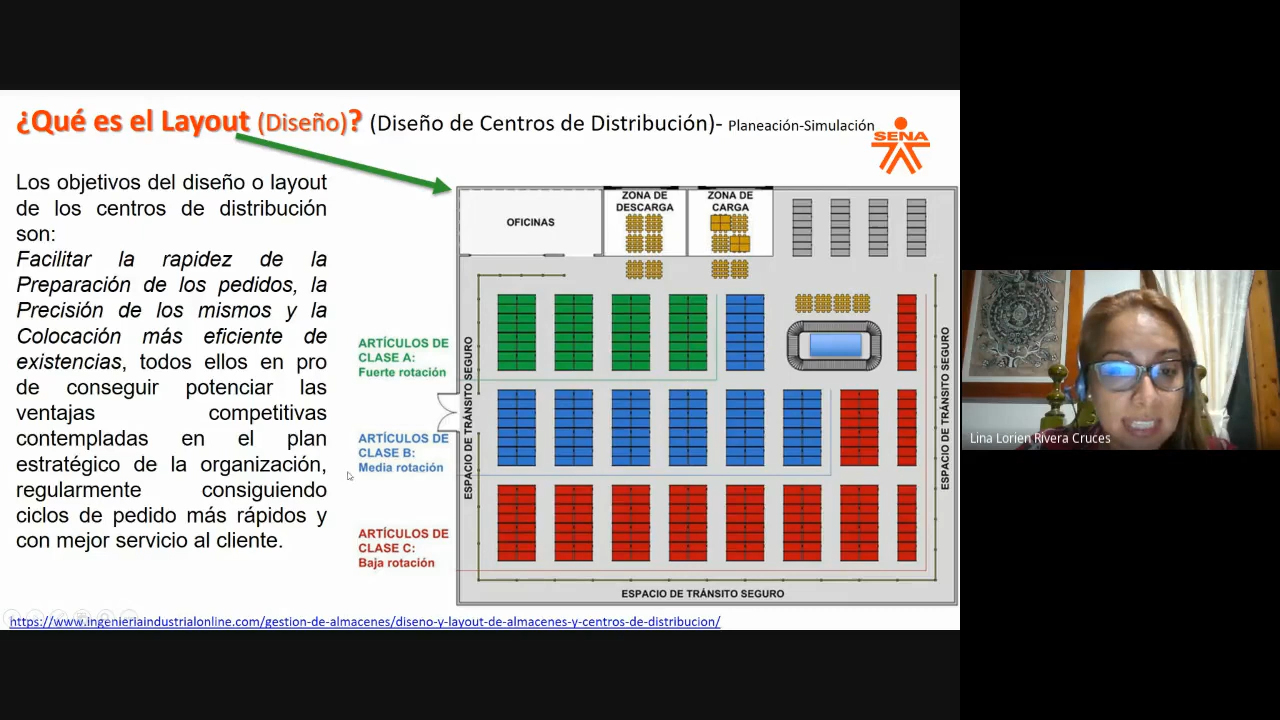 ¿Qué es el Layout (Diseño)? (Diseño de Centros de Distribución)- Planeación-Simulación
SENA
Los objetivos del diseño o layout
de los centros de distribución
son:
Facilitar la rapidez de la
Preparación de los pedidos, la
Precisión de los mismos y la
Colocación más eficiente de
existencias, todos ellos en pro
de conseguir potenciar las
ventajas competitivas
contempladas en el plan
estratégico de la organización,
regularmente consiguiendo
ciclos de pedido más rápidos y
con mejor servicio al cliente.
OFICINAS
ZONA DE
DESCARGA
ZONA DE
CARGA
ARTÍCULOS DE
CLASE A:
Fuerte rotación
ARTÍCULOS DE
CLASE B:
Media rotación
ARTÍCULOS DE
CLASE C:
Baja rotación
ESPACIO DE TRÁNSITO SEGURO
ESPACIO DE TRÁNSITO SEGURO
ESPACIO DE TRÁNSITO SEGURO
https://www.ingenieriaindustrialonline.com/gestion-de-almacenes/diseno-y-layout-de-almacenes-y-centros-de-distribucion/
Lina Lorien Rivera Cruces